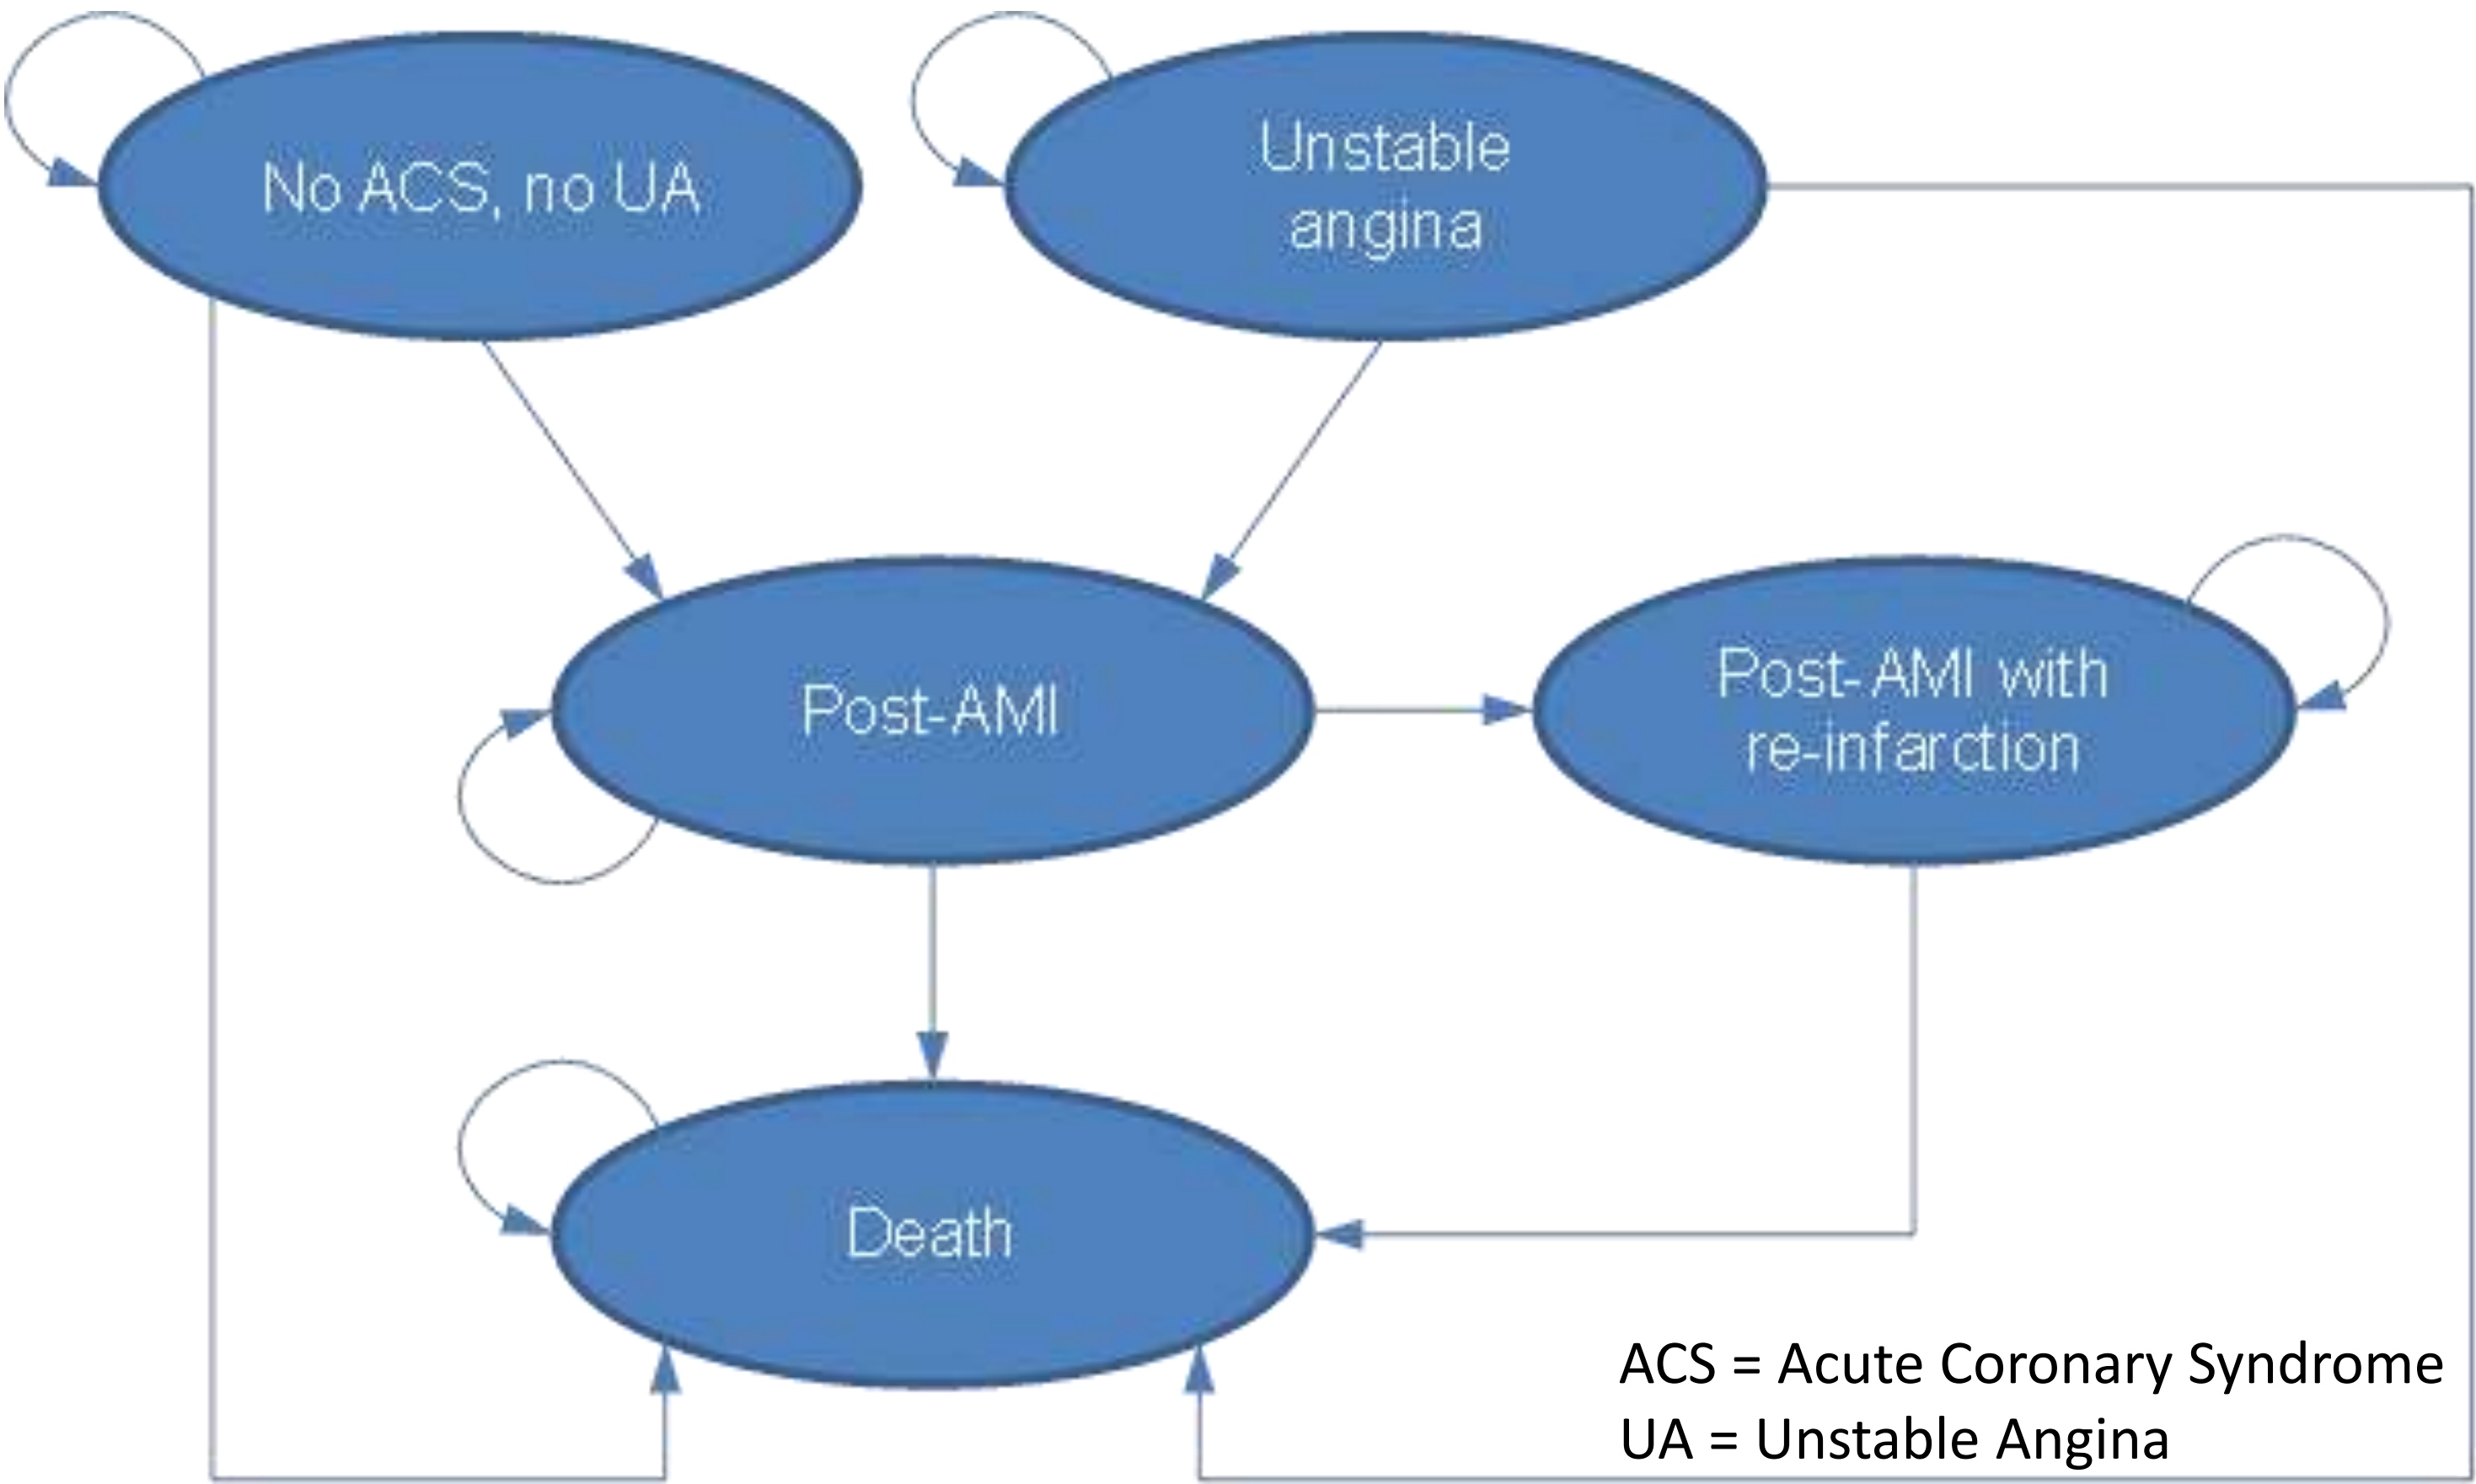 No ACS, no UA
Unstable
angina
Post-AMI
Post-AMI with
re-infarction
Death
ACS = Acute Coronary Syndrome
UA = Unstable Angina